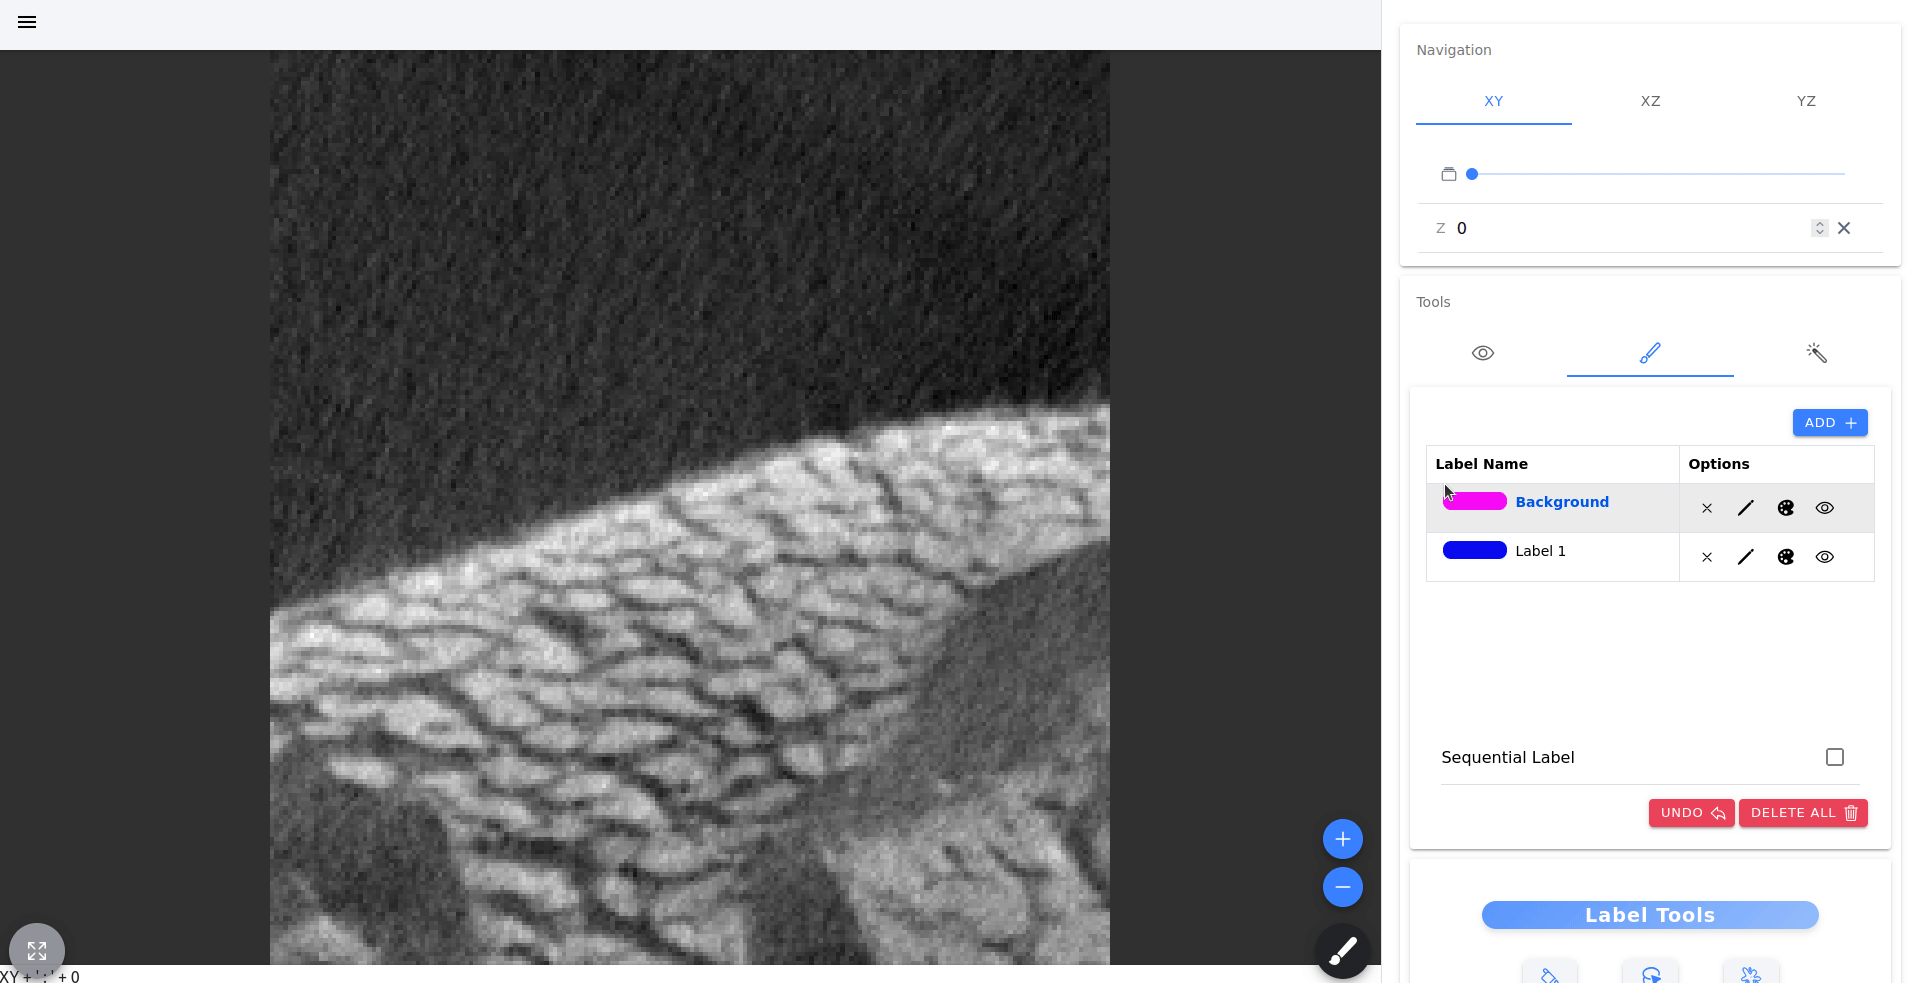 Navigation
XY XZ YZ
Z 0
Tools
ADD
Label Name Options
Background
Label 1
Sequential Label
UNDO DELETE ALL
Label Tools
XY + ':' + 0